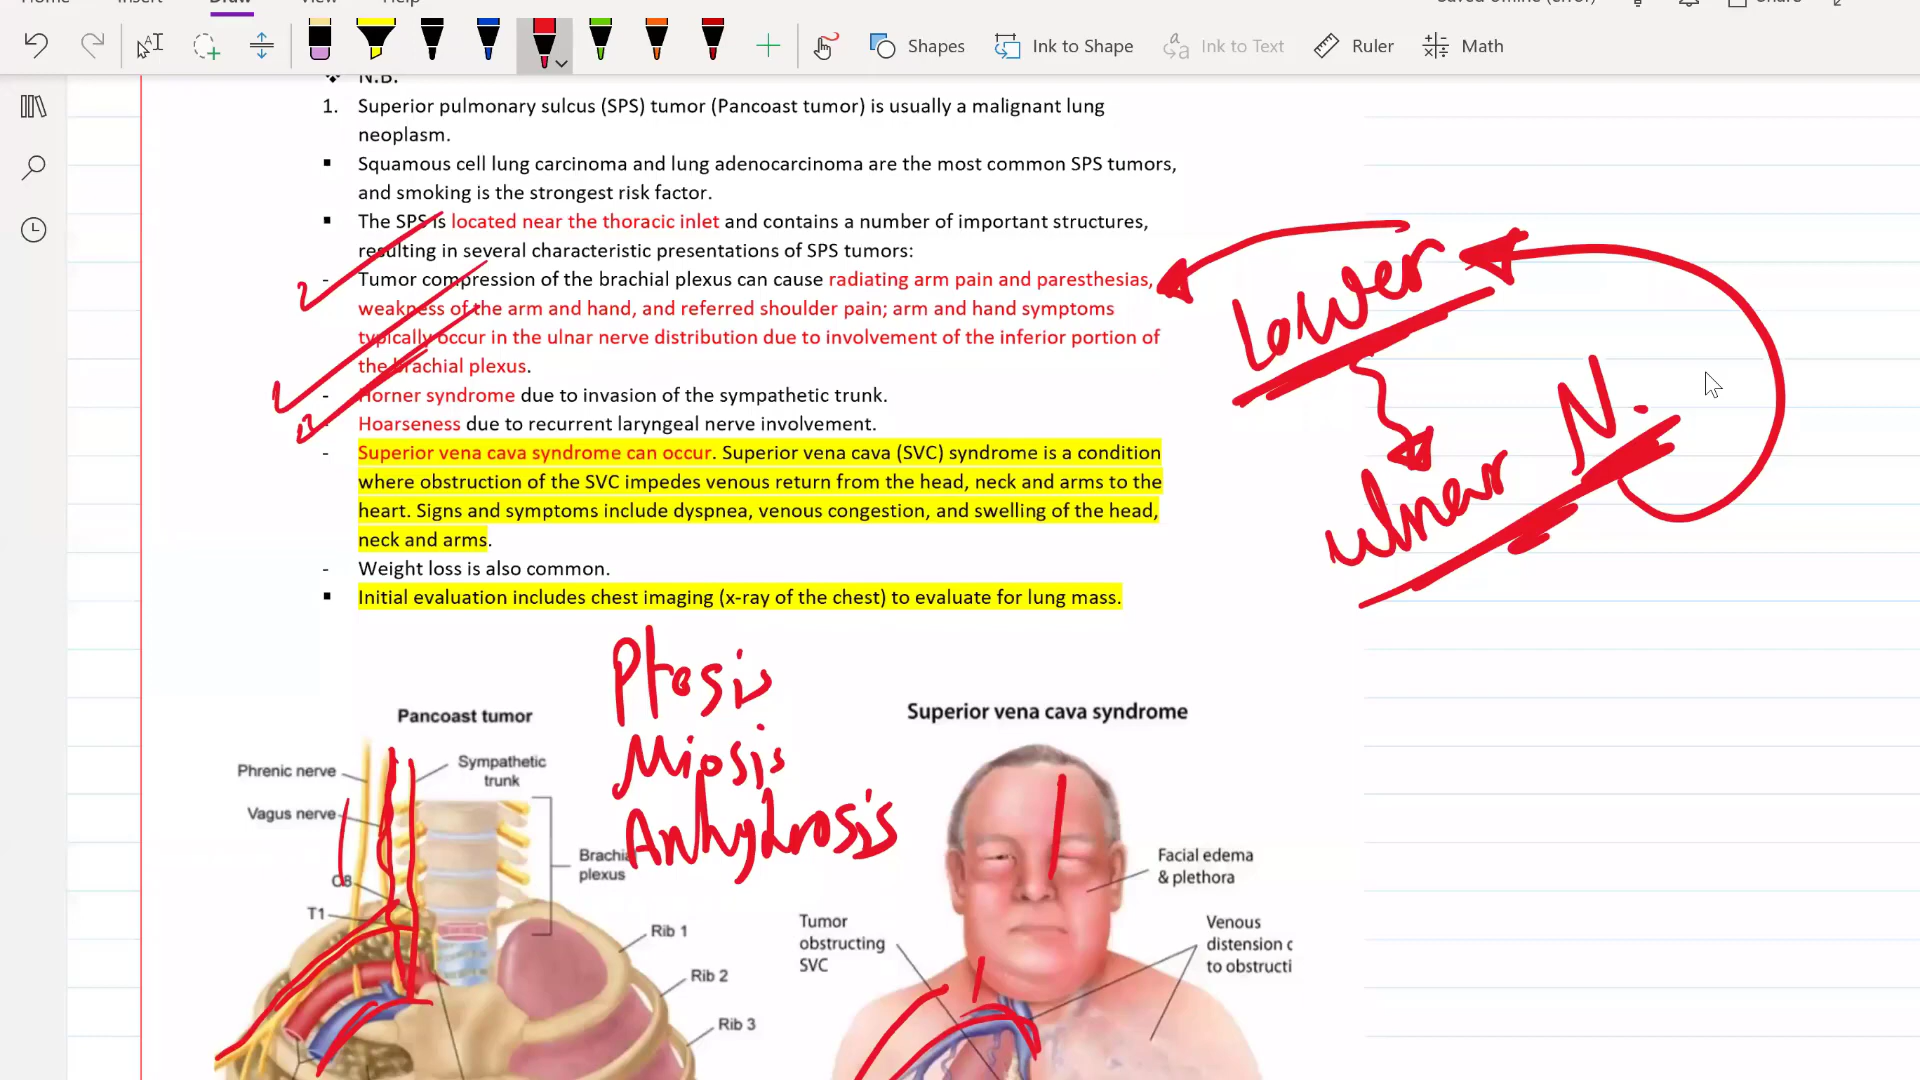 Home Insert Draw View Help Saved online (error) Share
Shapes Ink to Shape Ink to Text Ruler Math
❖ N.B.
1. Superior pulmonary sulcus (SPS) tumor (Pancoast tumor) is usually a malignant lung
neoplasm.
▪ Squamous cell lung carcinoma and lung adenocarcinoma are the most common SPS tumors,
and smoking is the strongest risk factor.
▪ The SPS is located near the thoracic inlet and contains a number of important structures,
resulting in several characteristic presentations of SPS tumors:
- Tumor compression of the brachial plexus can cause radiating arm pain and paresthesias,
weakness of the arm and hand, and referred shoulder pain; arm and hand symptoms
typically occur in the ulnar nerve distribution due to involvement of the inferior portion of
the brachial plexus.
- Horner syndrome due to invasion of the sympathetic trunk.
- Hoarseness due to recurrent laryngeal nerve involvement.
- Superior vena cava syndrome can occur. Superior vena cava (SVC) syndrome is a condition
where obstruction of the SVC impedes venous return from the head, neck and arms to the
heart. Signs and symptoms include dyspnea, venous congestion, and swelling of the head,
neck and arms.
- Weight loss is also common.
▪ Initial evaluation includes chest imaging (x-ray of the chest) to evaluate for lung mass.
Lower
Ulnar N.
Ptosis
Miosis
Anhydrosis
Pancoast tumor
Phrenic nerve
Sympathetic
trunk
Vagus nerve
Brachial
plexus
C8
T1
Rib 1
Rib 2
Rib 3
Superior vena cava syndrome
Facial edema
& plethora
Tumor
obstructing
SVC
Venous
distension
to obstructi